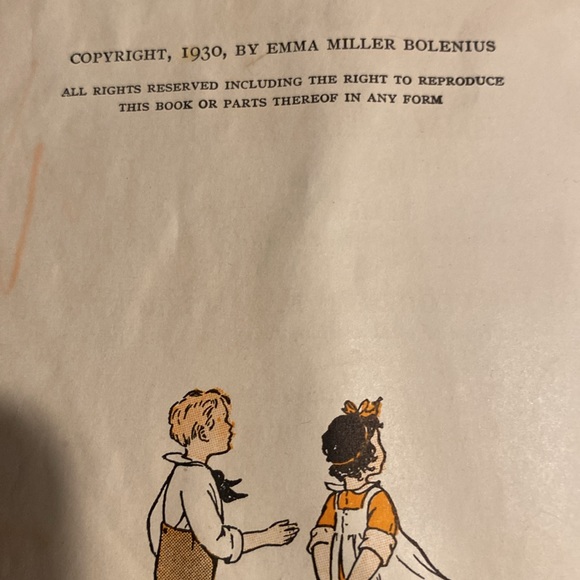 COPYRIGHT, 1930, BY EMMA MILLER BOLENIUS
ALL RIGHTS RESERVED INCLUDING THE RIGHT TO REPRODUCE
THIS BOOK OR PARTS THEREOF IN ANY FORM